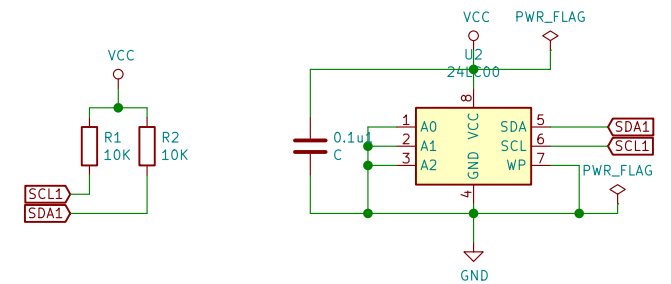 VCC
R1
10K
R2
10K
SCL1
SDA1
VCC
PWR_FLAG
U2
24LC00
0.1u1
C
8
VCC
1
A0
2
A1
3
A2
SDA
5
SDA1
SCL
6
SCL1
WP
7
GND
4
PWR_FLAG
GND